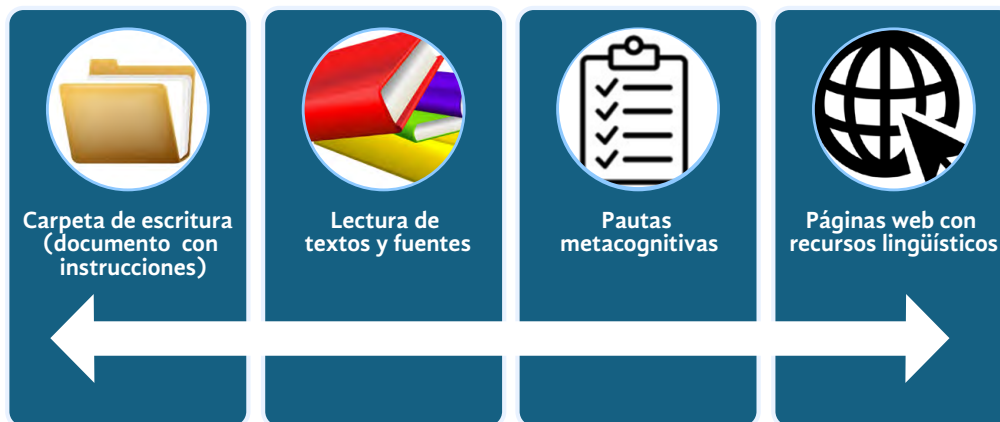 Carpeta de escritura
(documento con
instrucciones)
Lectura de
textos y fuentes
Pautas
metacognitivas
Páginas web con
recursos lingüísticos